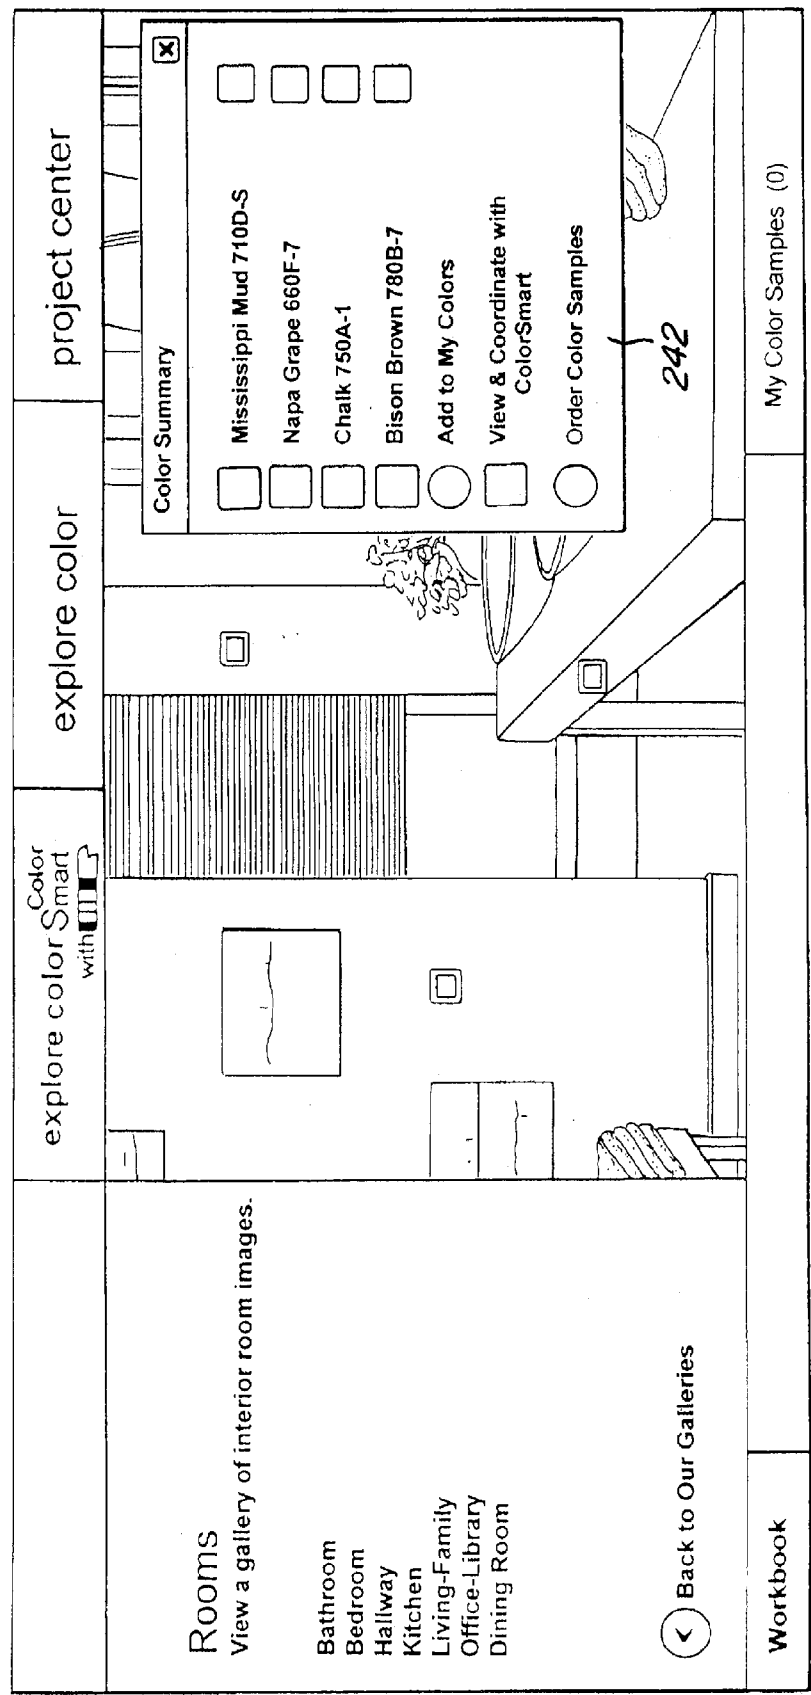 explore color with
Color
Smart
explore color
project center
Rooms
View a gallery of interior room images.
Bathroom
Bedroom
Hallway
Kitchen
Living-Family
Office-Library
Dining Room
Back to Our Galleries
Color Summary
Mississippi Mud 710D-S
Napa Grape 660F-7
Chalk 750A-1
Bison Brown 780B-7
Add to My Colors
View & Coordinate with
ColorSmart
Order Color Samples
242
Workbook
My Color Samples (0)